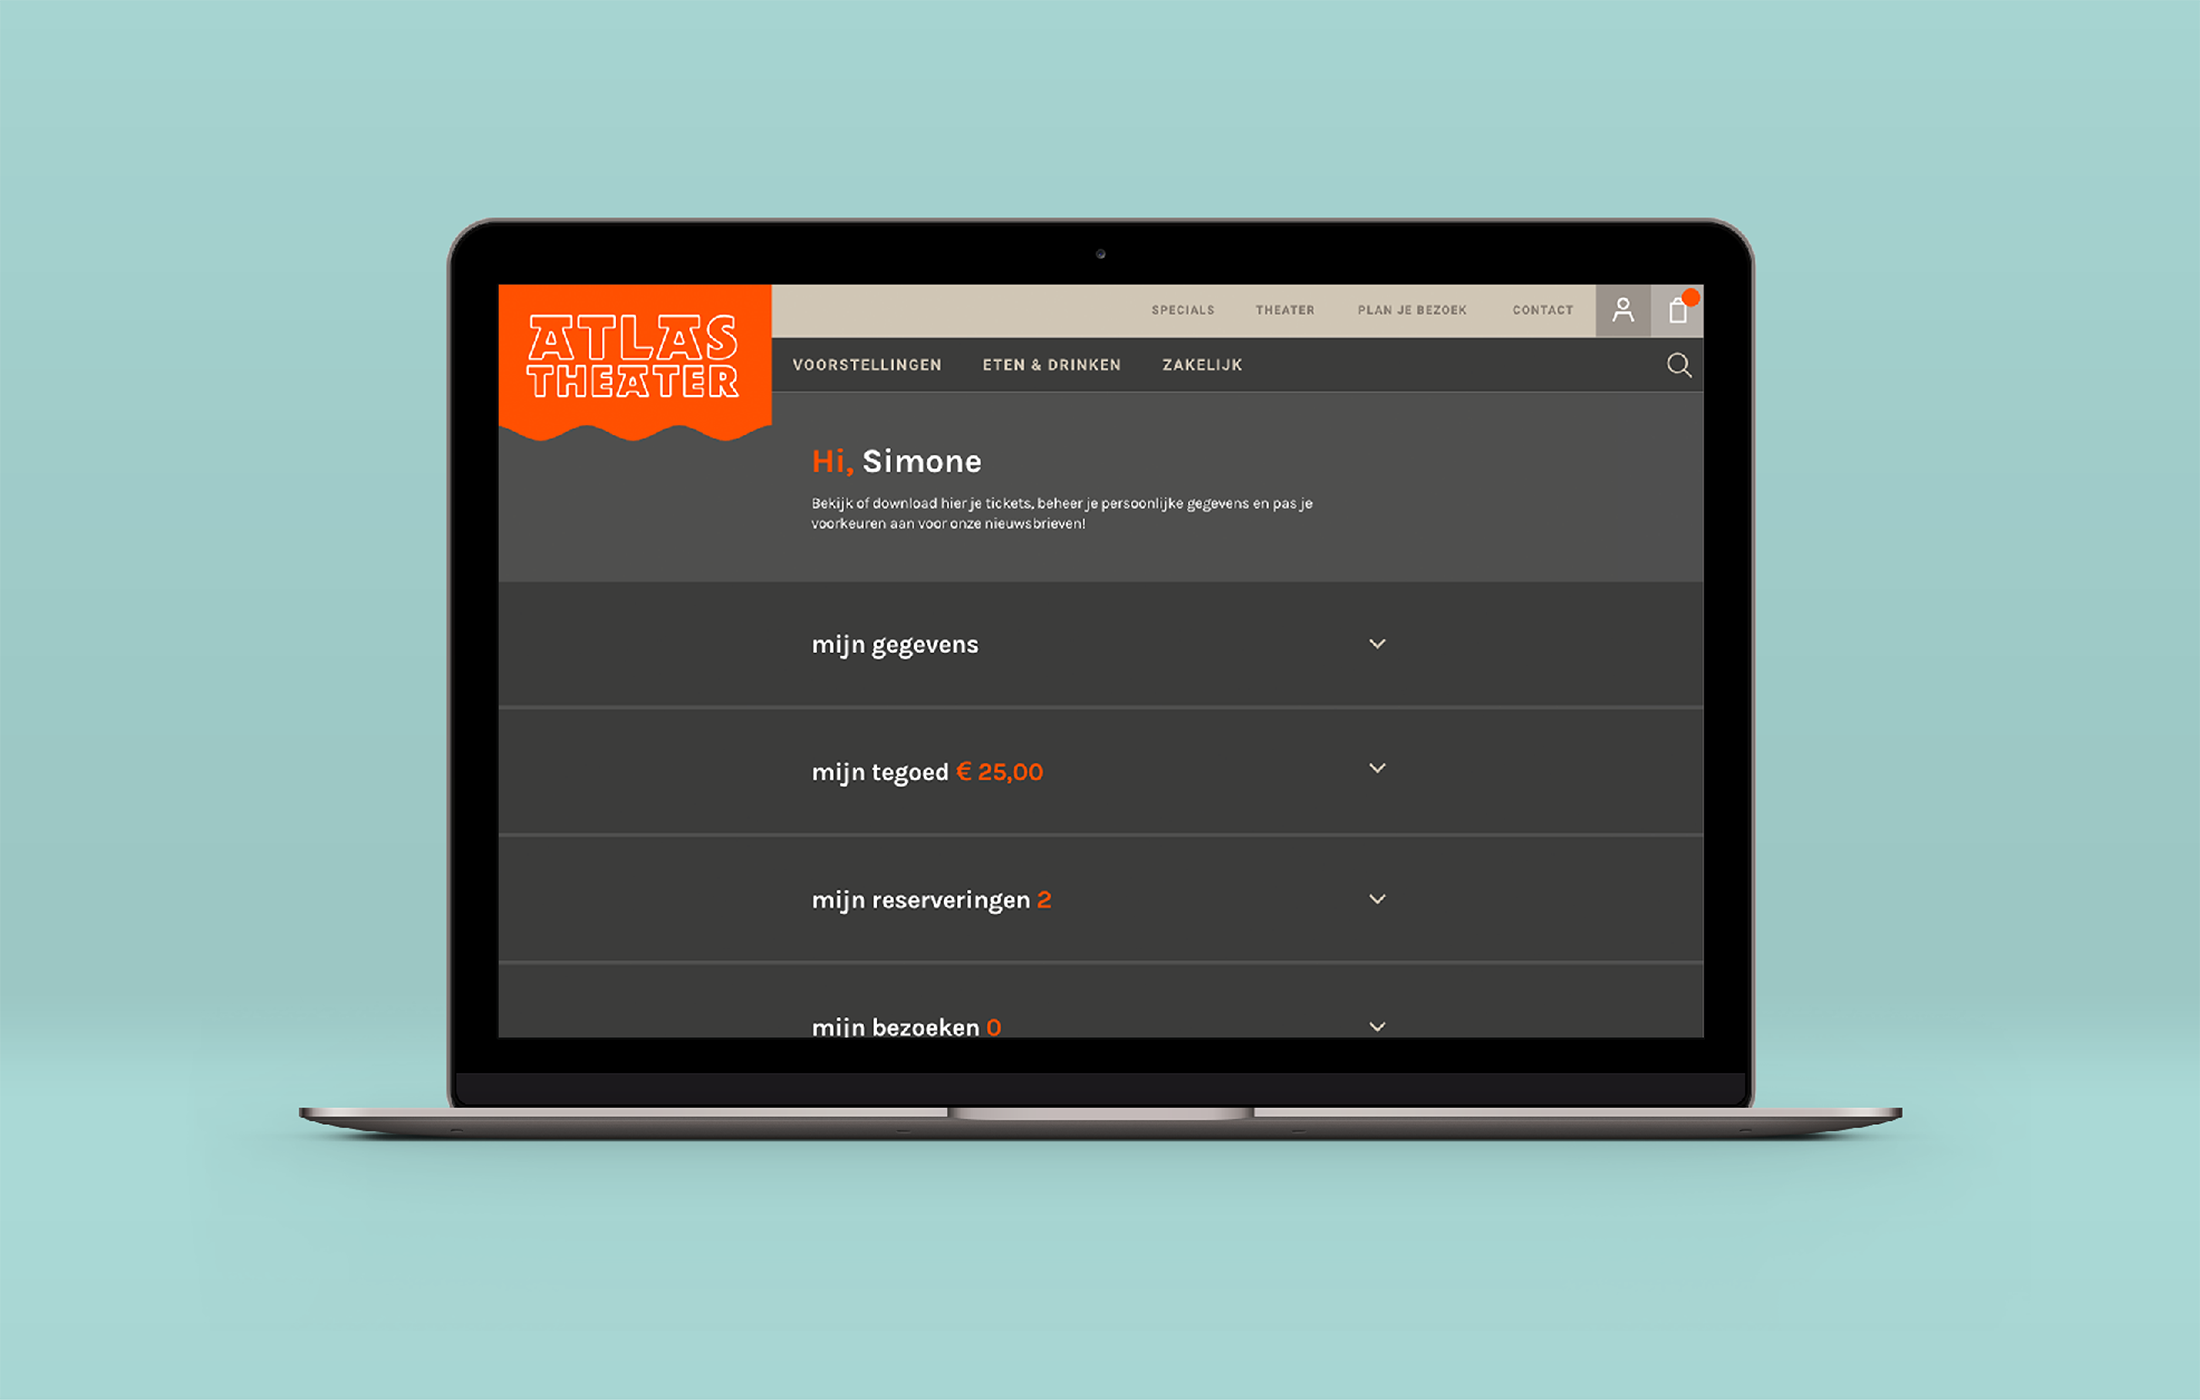 ATLAS
THEATER
SPECIALS THEATER PLAN JE BEZOEK CONTACT
VOORSTELLINGEN ETEN & DRINKEN ZAKELIJK
Hi, Simone
Bekijk of download hier je tickets, beheer je persoonlijke gegevens en pas je
voorkeuren aan voor onze nieuwsbrieven!
mijn gegevens
mijn tegoed € 25,00
mijn reserveringen 2
mijn bezoeken 0